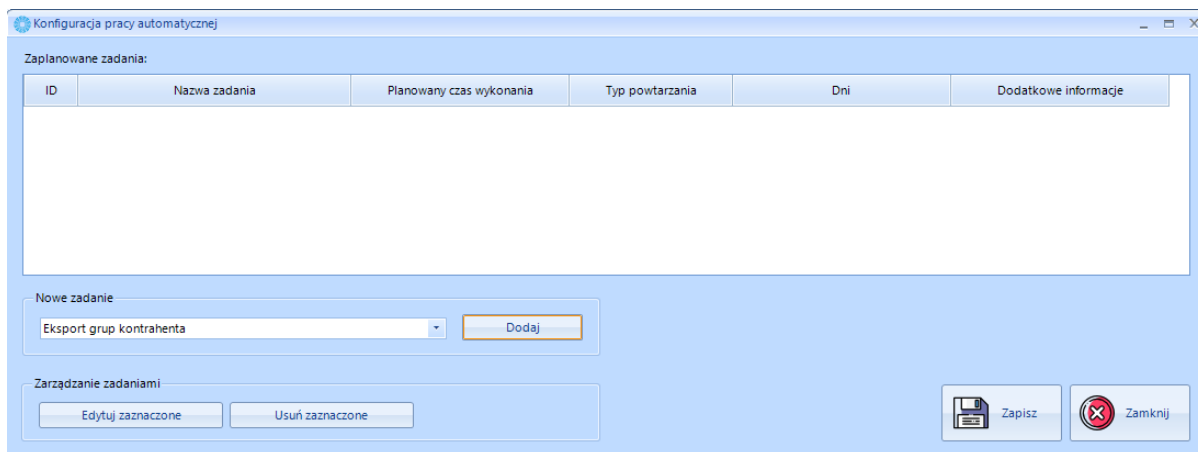 Konfiguracja pracy automatycznej
Zaplanowane zadania:
ID Nazwa zadania Planowany czas wykonania Typ powtarzania Dni Dodatkowe informacje
Nowe zadanie
Eksport grup kontrahenta Dodaj
Zarządzanie zadaniami
Edytuj zaznaczone Usuń zaznaczone Zapisz Zamknij